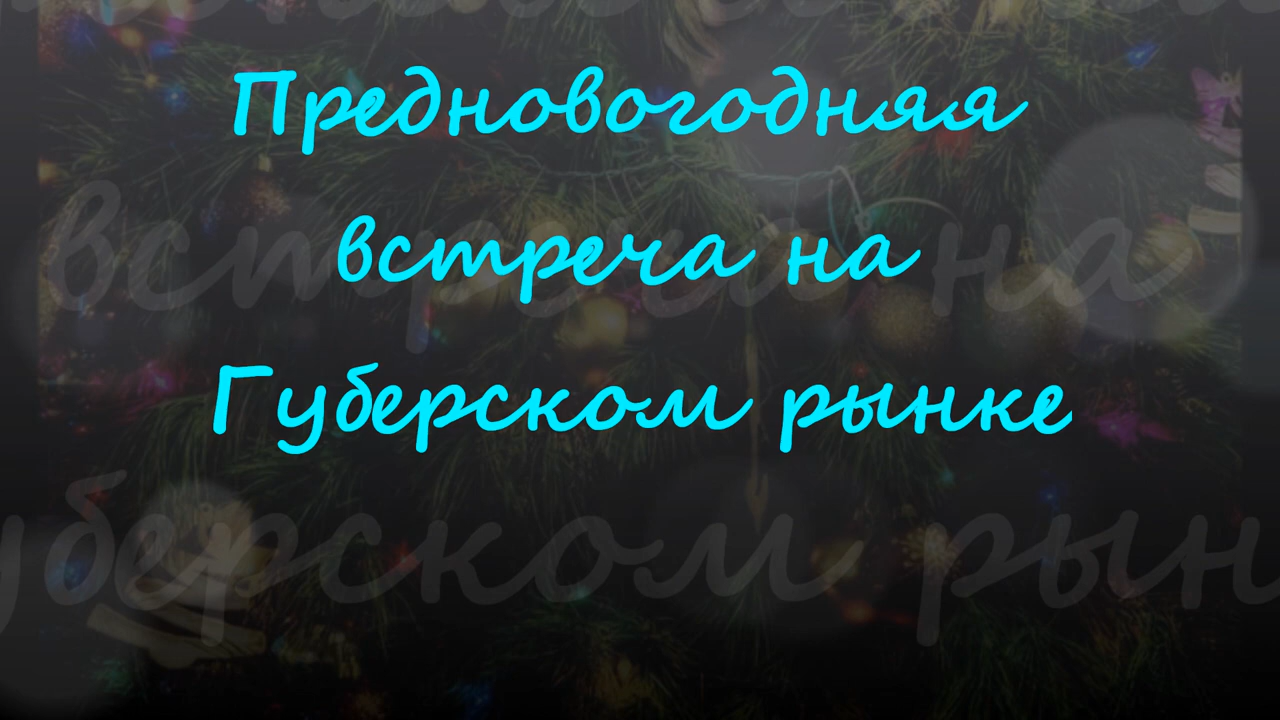 Предновогодняя
встреча на
Губерском рынке